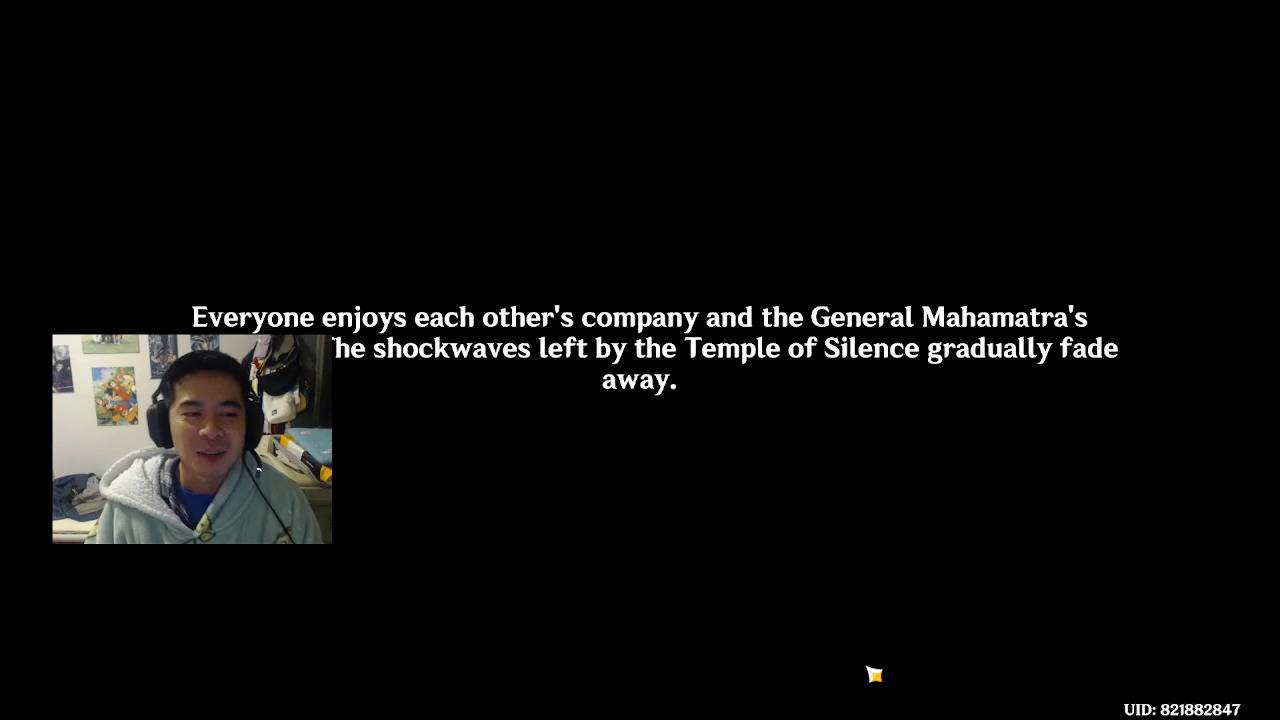 Everyone enjoys each other's company and the General Mahamatra's
he shockwaves left by the Temple of Silence gradually fade
away.
UID: 821882847